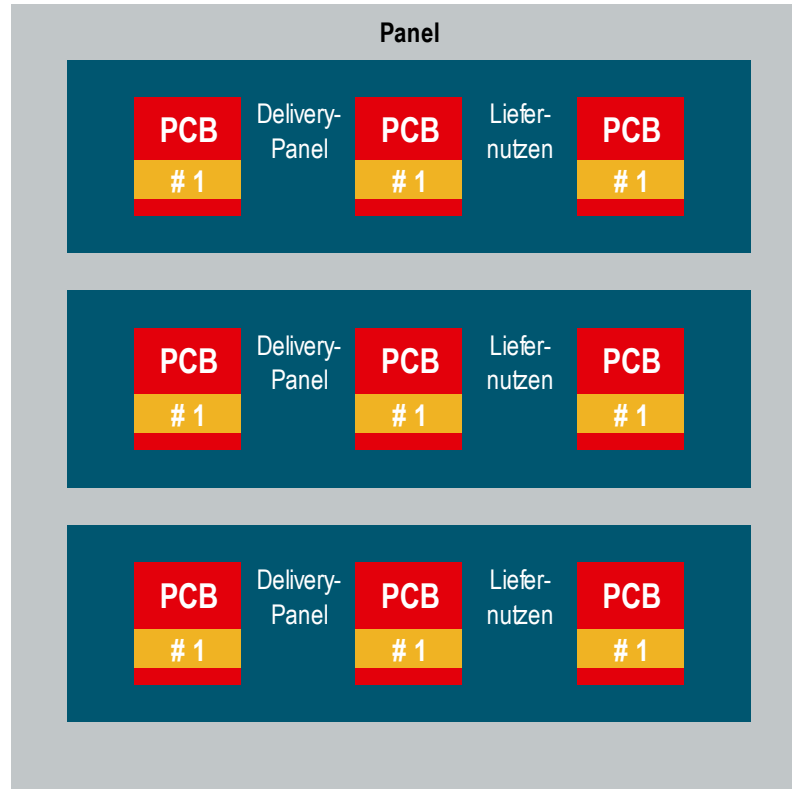 Panel
PCB
# 1
Delivery-
Panel
PCB
# 1
Liefer-
nutzen
PCB
# 1
PCB
# 1
Delivery-
Panel
PCB
# 1
Liefer-
nutzen
PCB
# 1
PCB
# 1
Delivery-
Panel
PCB
# 1
Liefer-
nutzen
PCB
# 1